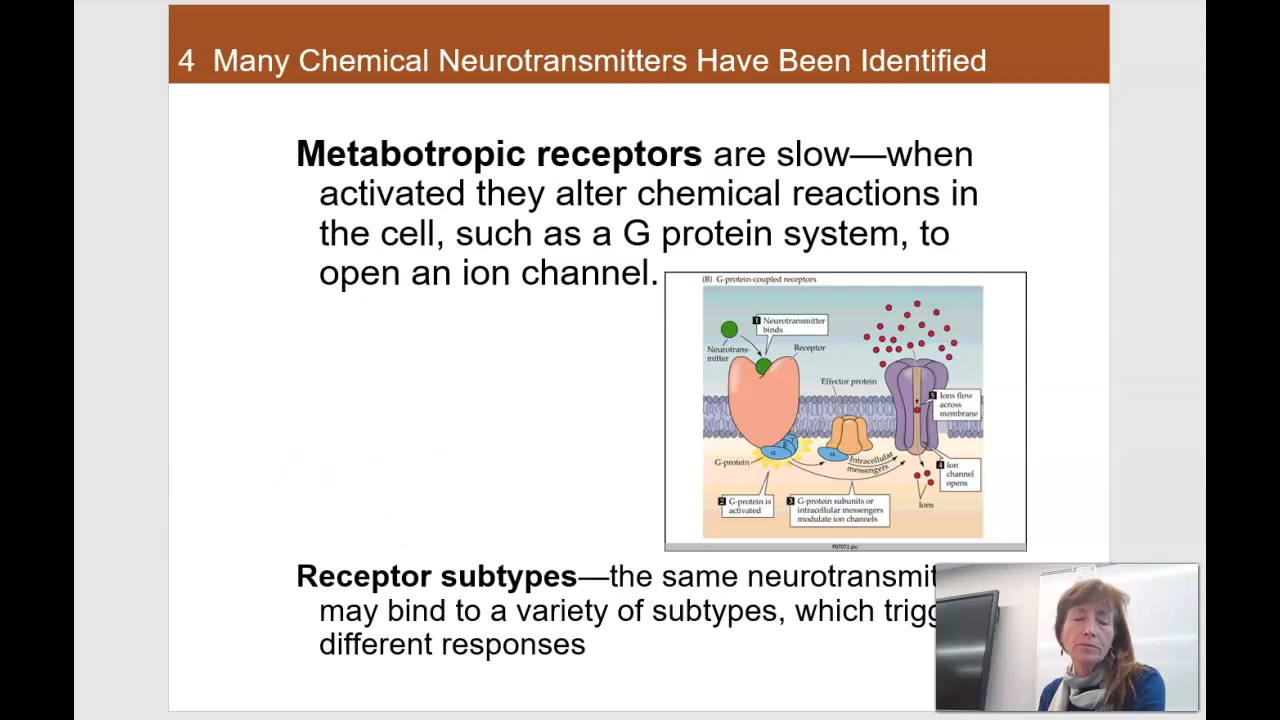 4 Many Chemical Neurotransmitters Have Been Identified
Metabotropic receptors are slow—when
activated they alter chemical reactions in
the cell, such as a G protein system, to
open an ion channel.
(B) G-protein-coupled receptors
1 Neurotransmitter
binds
Neurotrans-
mitter
Receptor
Effector protein
5 Ions flow
across
membrane
β
γ
α
α
G-protein
Intracellular
messengers
4 Ion
channel
opens
2 G-protein is
activated
3 G-protein subunits or
intracellular messengers
modulate ion channels
Ions
P07072.pic
Receptor subtypes—the same neurotransmit
may bind to a variety of subtypes, which trigg
different responses